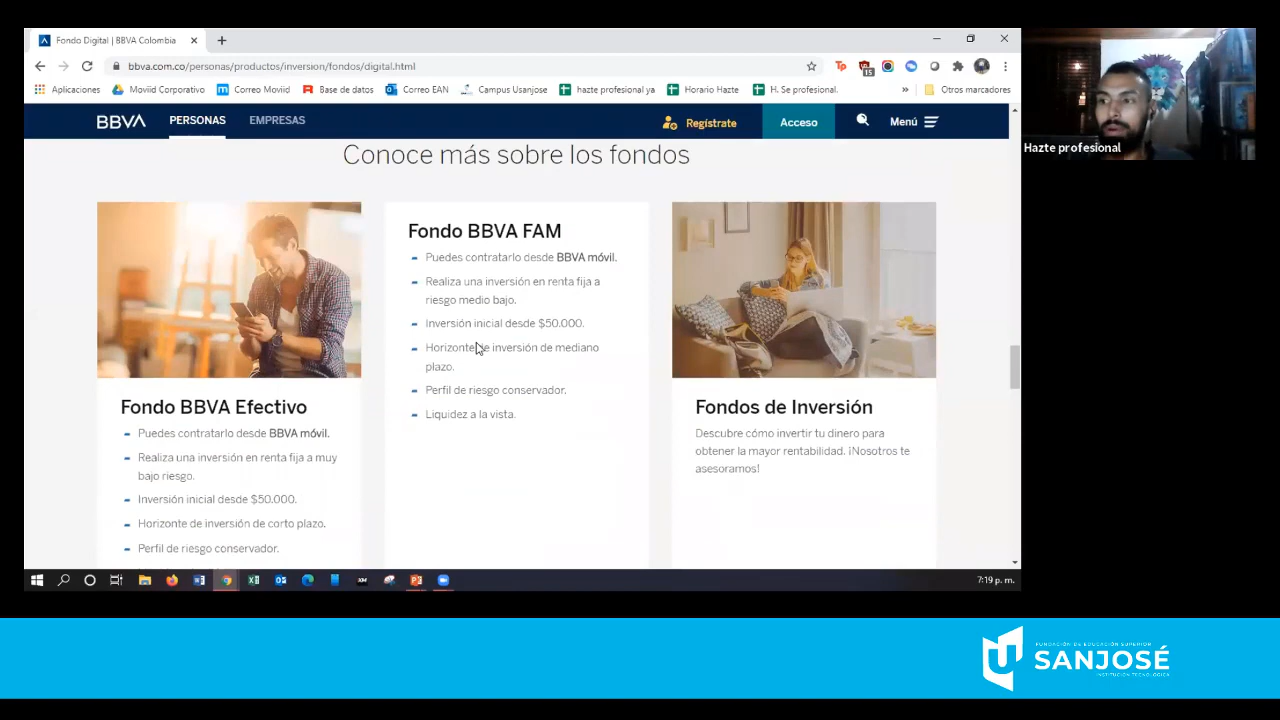 Fondo Digital | BBVA Colombia
bbva.com.co/personas/productos/inversion/fondos/digital.html
15
Aplicaciones
Moviid Corporativo
Correo Moviid
Base de datos
Correo EAN
Campus Usanjose
hazte profesional ya
Horario Hazte
H. Se profesional.
Otros marcadores
BBVA
PERSONAS
EMPRESAS
Regístrate
Acceso
Menú
Hazte profesional
Conoce más sobre los fondos
Fondo BBVA Efectivo
Puedes contratarlo desde BBVA móvil.
Realiza una inversión en renta fija a muy
bajo riesgo.
Inversión inicial desde $50.000.
Horizonte de inversión de corto plazo.
Perfil de riesgo conservador.
Fondo BBVA FAM
Puedes contratarlo desde BBVA móvil.
Realiza una inversión en renta fija a
riesgo medio bajo.
Inversión inicial desde $50.000.
Horizonte de inversión de mediano
plazo.
Perfil de riesgo conservador.
Liquidez a la vista.
Fondos de Inversión
Descubre cómo invertir tu dinero para
obtener la mayor rentabilidad. ¡Nosotros te
asesoramos!
7:19 p. m.
FUNDACIÓN DE EDUCACIÓN SUPERIOR
SANJOSÉ
INSTITUCIÓN TECNOLÓGICA